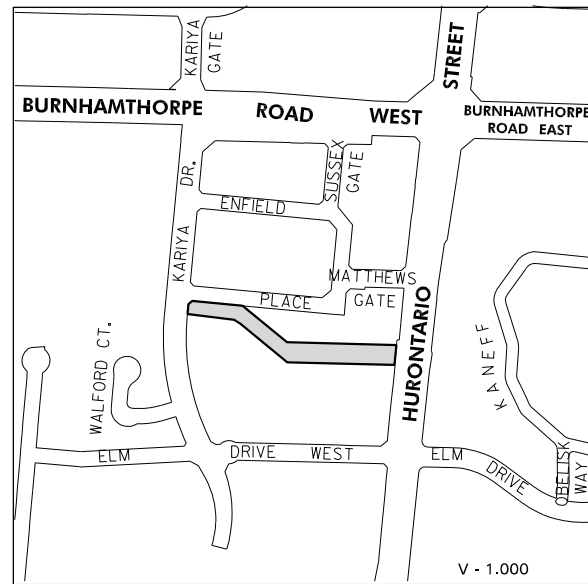 KARIYA
GATE
STREET
BURNHAMTHORPE ROAD WEST
BURNHAMTHORPE
ROAD EAST
SUSSEX
GATE
KARIYA DR.
ENFIELD
PLACE
MATTHEWS
GATE
HURONTARIO
KANEFF
WALFORD CT.
ELM DRIVE WEST
ELM DRIVE
OBELISK
WAY
V - 1.000